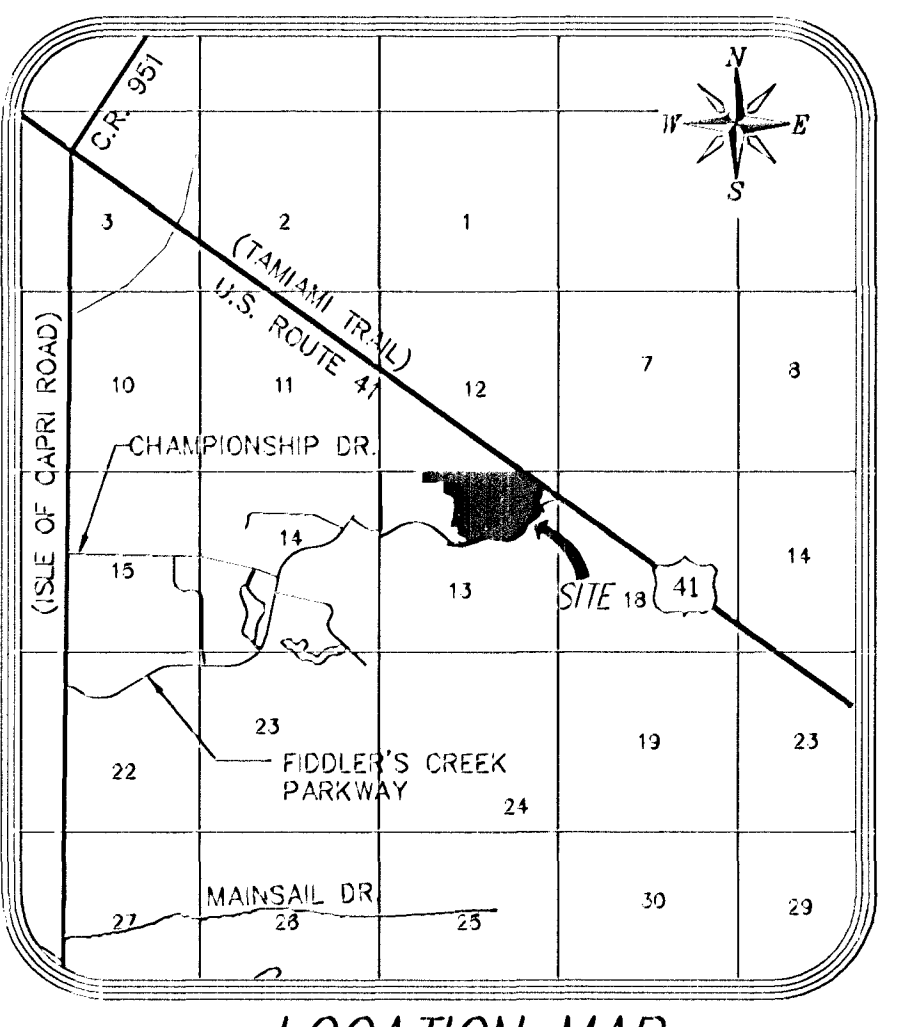 N
C.R. 951
W
E
S
3
2
1
(TAMIAMI TRAIL)
U.S. ROUTE 41
7
8
10
11
12
(ISLE OF CAPRI ROAD)
CHAMPIONSHIP DR.
14
14
15
13
SITE
18
41
23
19
23
22
FIDDLER'S CREEK
PARKWAY
24
MAINSAIL DR
27
26
25
30
29
LOCATION MAP